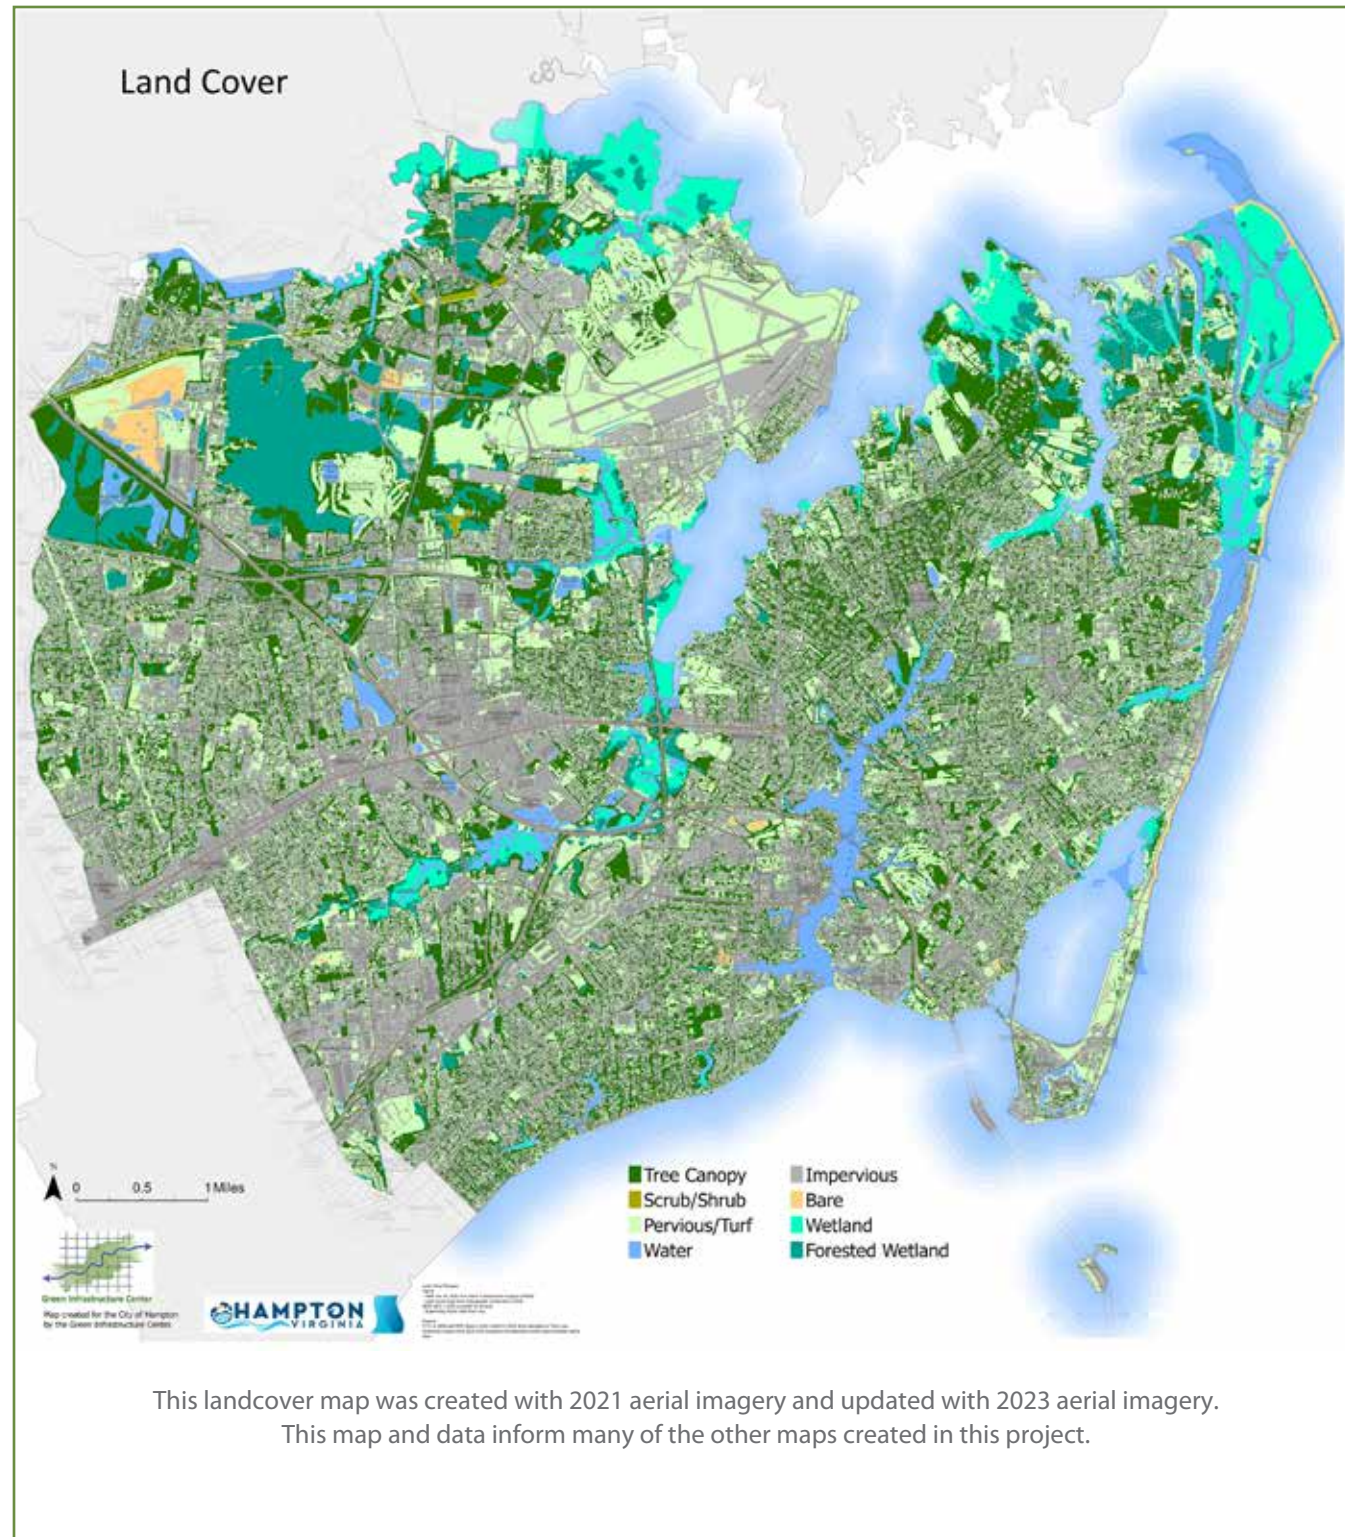 Land Cover
N
0 0.5 1 Miles
Tree Canopy
Scrub/Shrub
Pervious/Turf
Water
Impervious
Bare
Wetland
Forested Wetland
Green Infrastructure Center
Map created for the City of Hampton
by the Green Infrastructure Center
HAMPTON
VIRGINIA
This landcover map was created with 2021 aerial imagery and updated with 2023 aerial imagery.
This map and data inform many of the other maps created in this project.